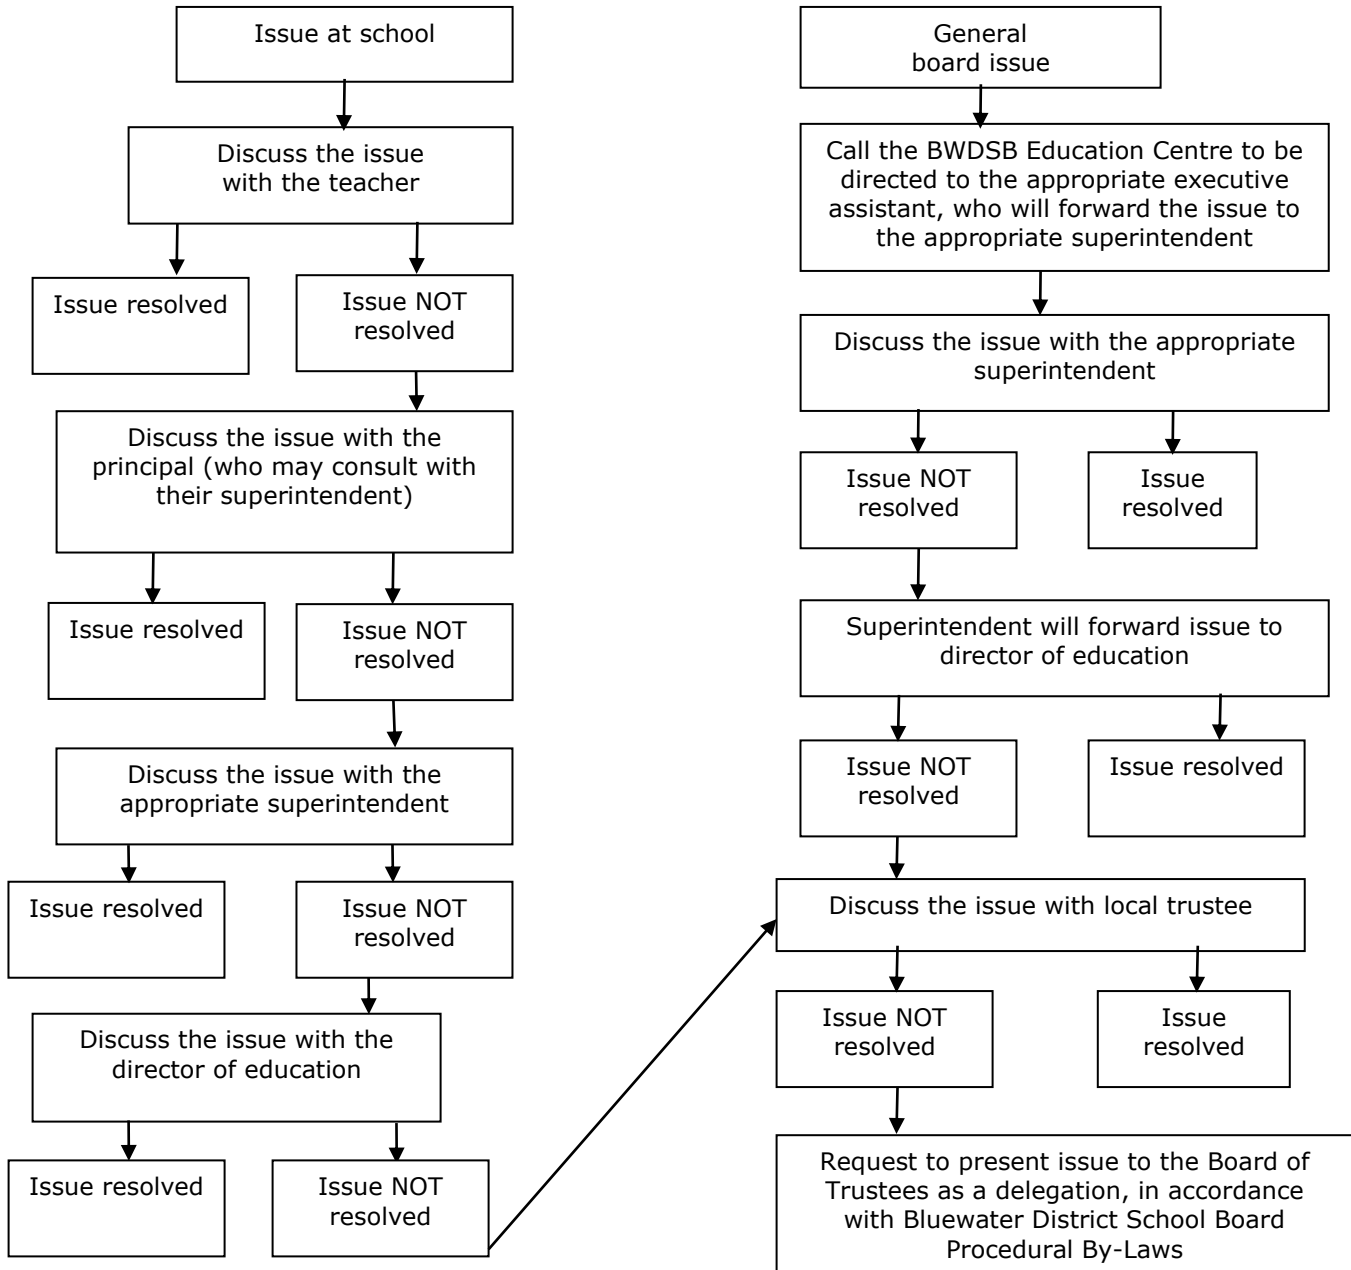 Issue at school
Discuss the issue
with the teacher
Issue resolved
Issue NOT
resolved
Discuss the issue with the
principal (who may consult with
their superintendent)
Issue resolved
Issue NOT
resolved
Discuss the issue with the
appropriate superintendent
Issue resolved
Issue NOT
resolved
Discuss the issue with the
director of education
Issue resolved
Issue NOT
resolved
General
board issue
Call the BWDSB Education Centre to be
directed to the appropriate executive
assistant, who will forward the issue to
the appropriate superintendent
Discuss the issue with the appropriate
superintendent
Issue NOT
resolved
Issue
resolved
Superintendent will forward issue to
director of education
Issue NOT
resolved
Issue resolved
Discuss the issue with local trustee
Issue NOT
resolved
Issue
resolved
Request to present issue to the Board of
Trustees as a delegation, in accordance
with Bluewater District School Board
Procedural By-Laws